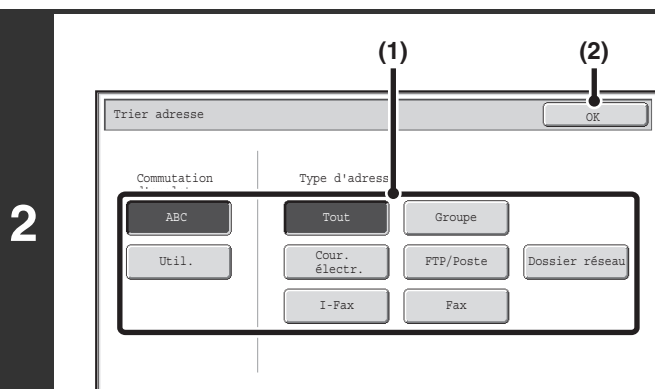 (1) (2)
Trier adresse OK
Commutation Type d'adress
ABC Tout Groupe
2
Util. Cour. électr. FTP/Poste Dossier réseau
I-Fax Fax